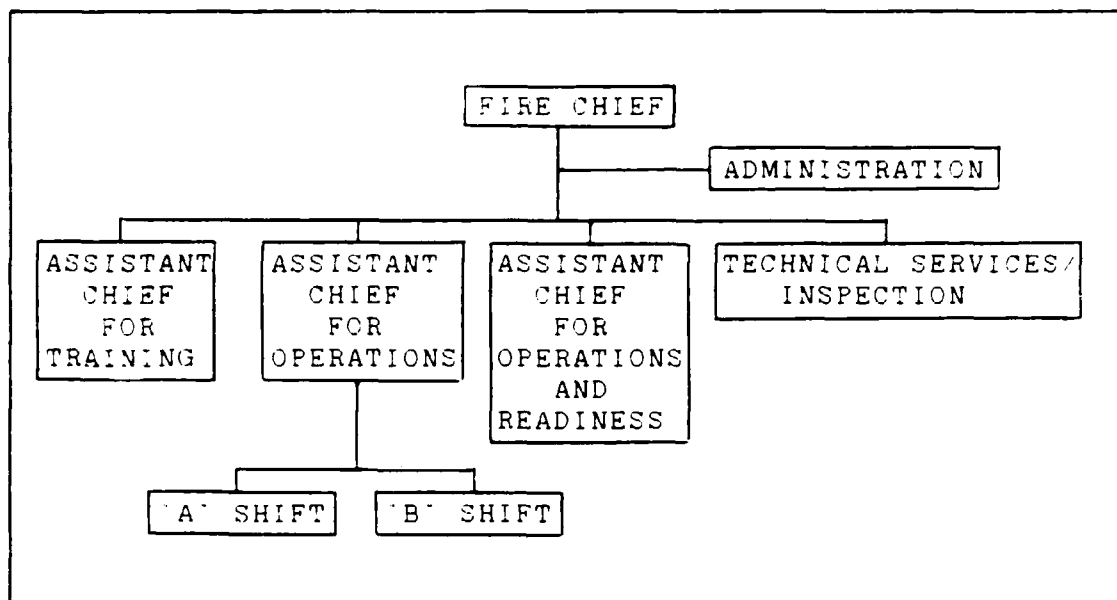 FIRE CHIEF
ADMINISTRATION
ASSISTANT
CHIEF
FOR
TRAINING
ASSISTANT
CHIEF
FOR
OPERATIONS
ASSISTANT
CHIEF
FOR
OPERATIONS
AND
READINESS
TECHNICAL SERVICES/
INSPECTION
"A" SHIFT
"B" SHIFT